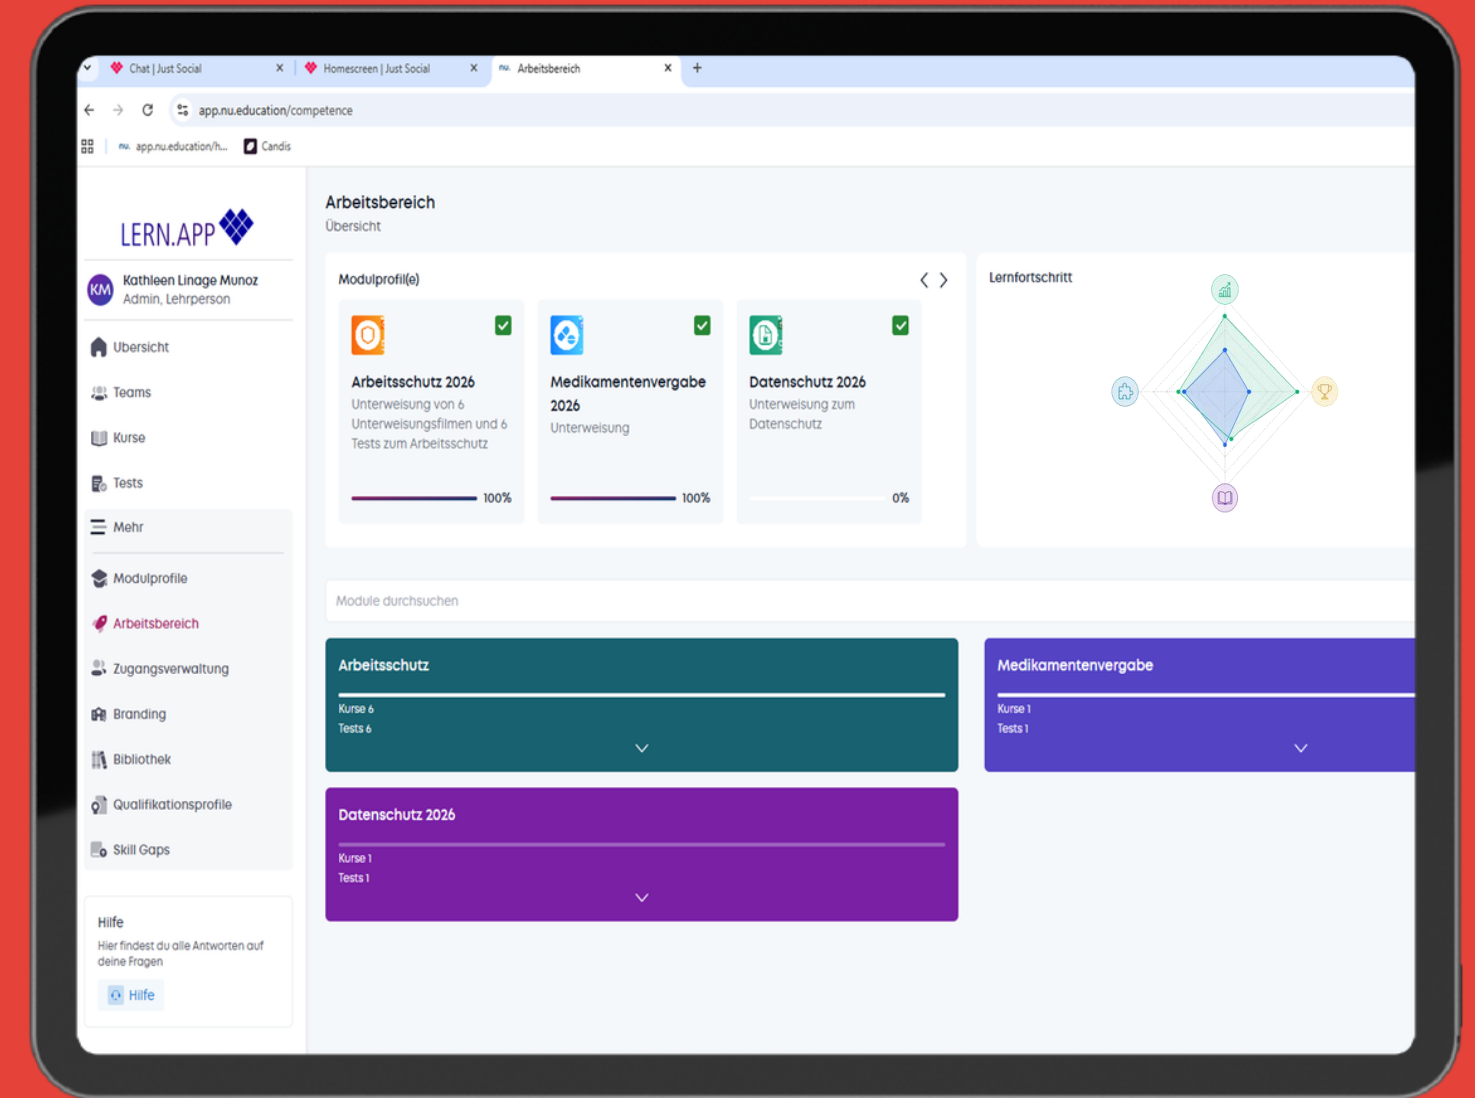 Chat | Just Social
Homescreen | Just Social
nu. Arbeitsbereich
app.nu.education/competence
nu. app.nu.education/h...
Candis
LERN.APP
KM
Kathleen Linage Munoz
Admin, Lehrperson
Übersicht
Teams
Kurse
Tests
Mehr
Modulprofile
Arbeitsbereich
Zugangsverwaltung
Branding
Bibliothek
Qualifikationsprofile
Skill Gaps
Hilfe
Hier findest du alle Antworten auf
deine Fragen
Hilfe
Arbeitsbereich
Übersicht
Modulprofil(e)
Arbeitsschutz 2026
Unterweisung von 6
Unterweisungsfilmen und 6
Tests zum Arbeitsschutz
100%
Medikamentenvergabe
2026
Unterweisung
100%
Datenschutz 2026
Unterweisung zum
Datenschutz
0%
Lernfortschritt
Module durchsuchen
Arbeitsschutz
Kurse 6
Tests 6
Medikamentenvergabe
Kurse 1
Tests 1
Datenschutz 2026
Kurse 1
Tests 1